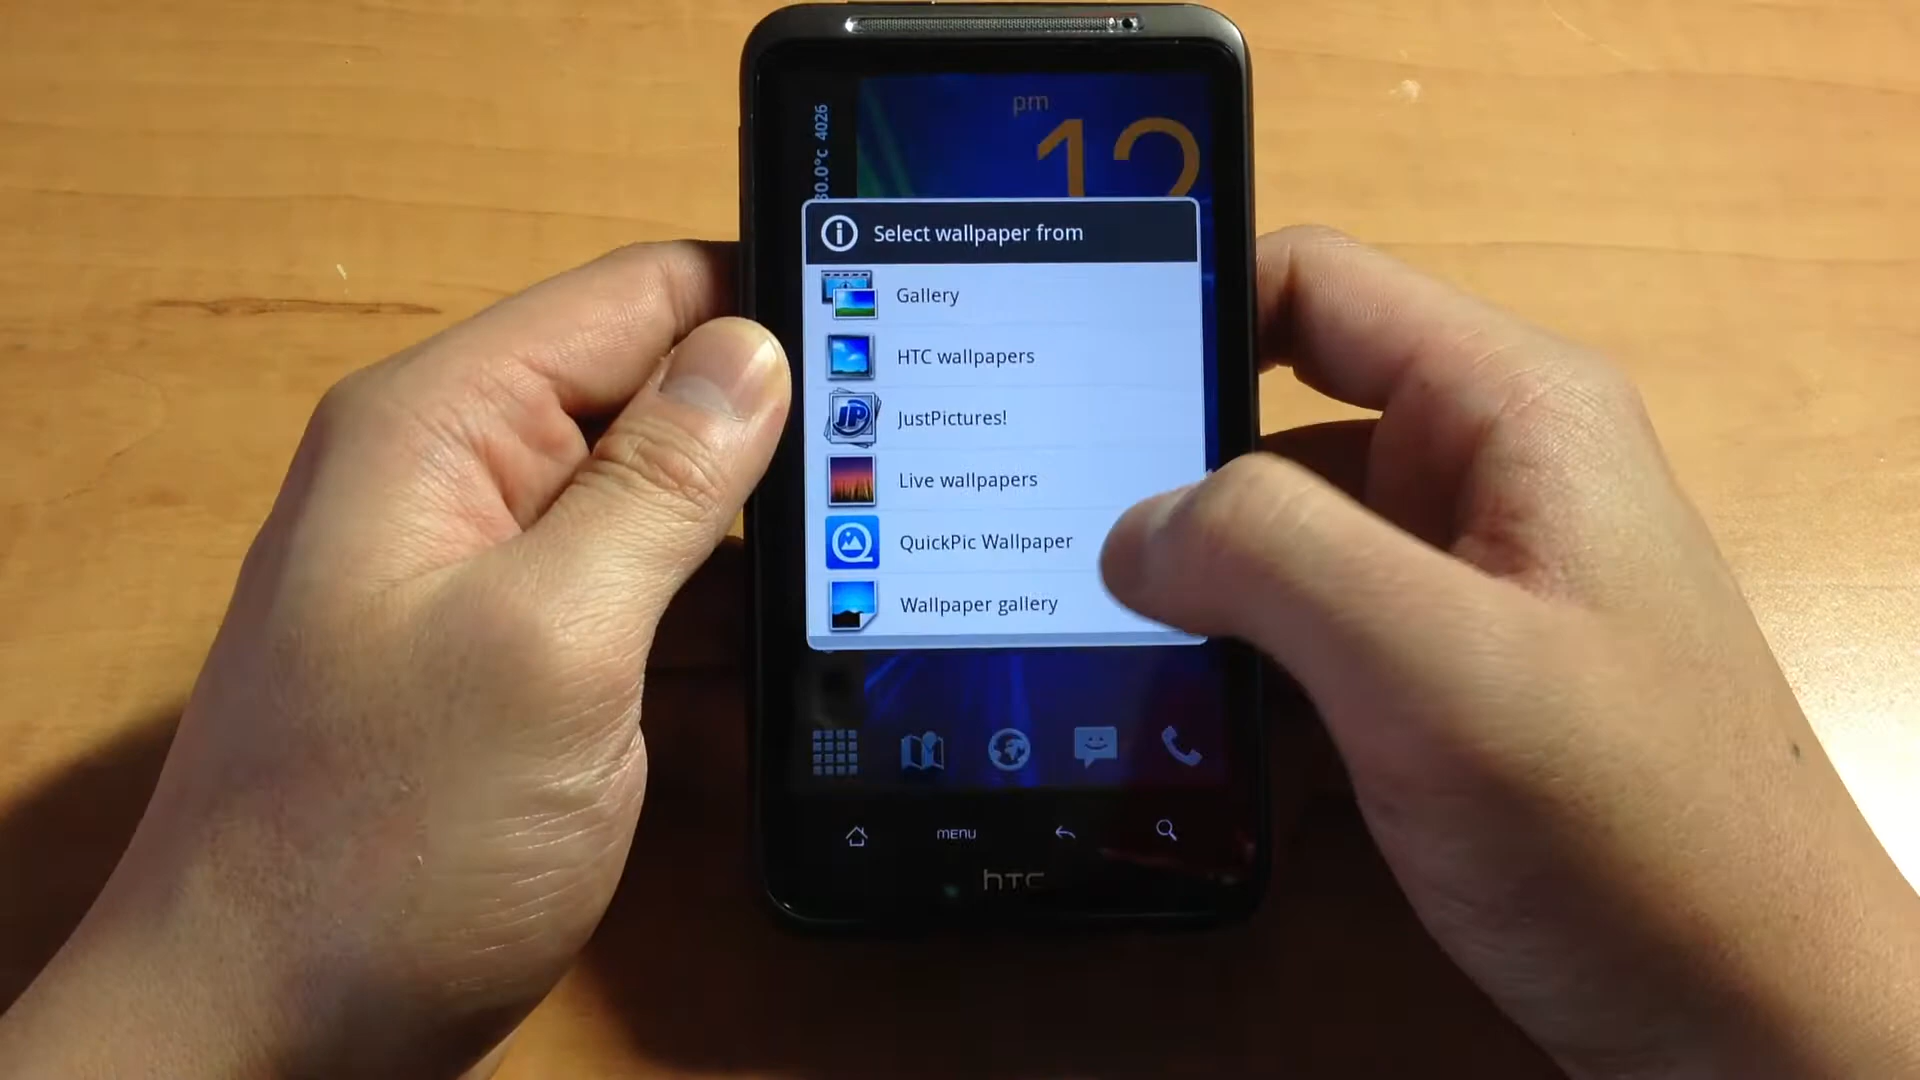 pm
12
30.0°c 4026
Select wallpaper from
Gallery
HTC wallpapers
JP
JustPictures!
Live wallpapers
QuickPic Wallpaper
Wallpaper gallery
MENU
hTC